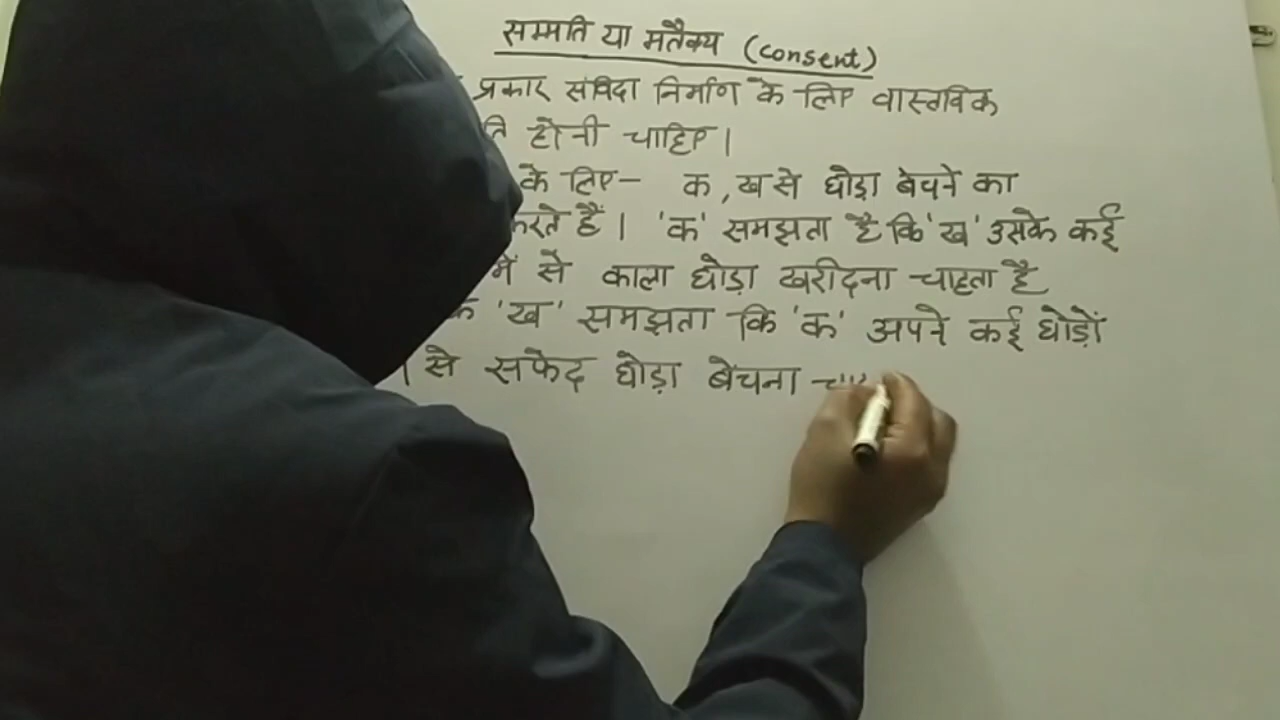 सम्मति या मतैक्य (consent)
प्रकार संविदा निर्माण के लिए वास्तविक
ति होनी चाहिए।
के लिए- क, ख से घोड़ा बेचने का
करते हैं। 'क' समझता है कि 'ख' उसके कई
में से काला घोड़ा खरीदना चाहता है
'ख' समझता कि 'क' अपने कई घोड़ों
से सफेद घोड़ा बेचना